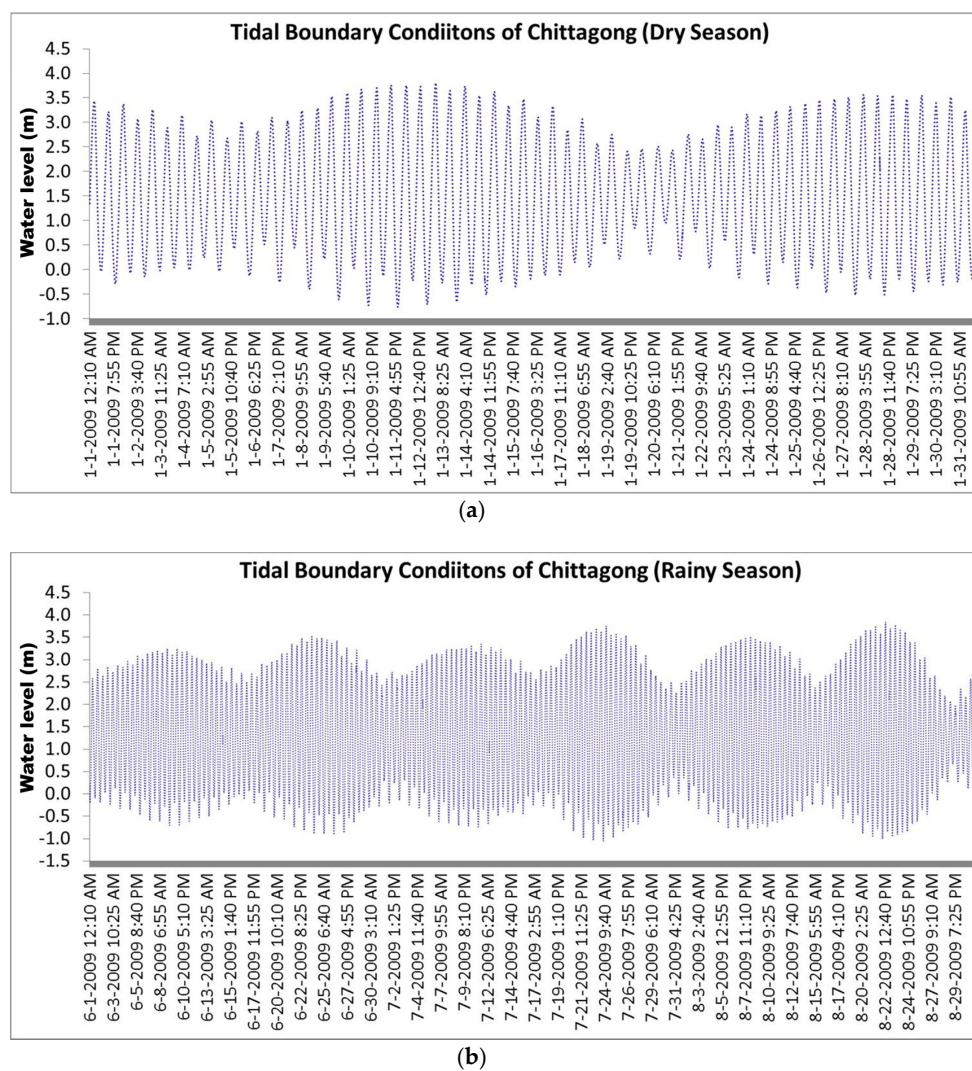 Tidal Boundary Condiitons of Chittagong (Dry Season)
Water level (m)
4.5
4.0
3.5
3.0
2.5
2.0
1.5
1.0
0.5
0.0
-0.5
-1.0
1-1-2009 12:10 AM
1-1-2009 7:55 PM
1-2-2009 3:40 PM
1-3-2009 11:25 AM
1-4-2009 7:10 AM
1-5-2009 2:55 AM
1-5-2009 10:40 PM
1-6-2009 6:25 PM
1-7-2009 2:10 PM
1-8-2009 9:55 AM
1-9-2009 5:40 AM
1-10-2009 1:25 AM
1-10-2009 9:10 PM
1-11-2009 4:55 PM
1-12-2009 12:40 PM
1-13-2009 8:25 AM
1-14-2009 4:10 AM
1-14-2009 11:55 PM
1-15-2009 7:40 PM
1-16-2009 3:25 PM
1-17-2009 11:10 AM
1-18-2009 6:55 AM
1-19-2009 2:40 AM
1-19-2009 10:25 PM
1-20-2009 6:10 PM
1-21-2009 1:55 PM
1-22-2009 9:40 AM
1-23-2009 5:25 AM
1-24-2009 1:10 AM
1-24-2009 8:55 PM
1-25-2009 4:40 PM
1-26-2009 12:25 PM
1-27-2009 8:10 AM
1-28-2009 3:55 AM
1-28-2009 11:40 PM
1-29-2009 7:25 PM
1-30-2009 3:10 PM
1-31-2009 10:55 AM
(a)
Tidal Boundary Condiitons of Chittagong (Rainy Season)
Water level (m)
4.5
4.0
3.5
3.0
2.5
2.0
1.5
1.0
0.5
0.0
-0.5
-1.0
-1.5
6-1-2009 12:10 AM
6-3-2009 10:25 AM
6-5-2009 8:40 PM
6-8-2009 6:55 AM
6-10-2009 5:10 PM
6-13-2009 3:25 AM
6-15-2009 1:40 PM
6-17-2009 11:55 PM
6-20-2009 10:10 AM
6-22-2009 8:25 PM
6-25-2009 6:40 AM
6-27-2009 4:55 PM
6-30-2009 3:10 AM
7-2-2009 1:25 PM
7-4-2009 11:40 PM
7-7-2009 9:55 AM
7-9-2009 8:10 PM
7-12-2009 6:25 AM
7-14-2009 4:40 PM
7-17-2009 2:55 AM
7-19-2009 1:10 PM
7-21-2009 11:25 PM
7-24-2009 9:40 AM
7-26-2009 7:55 PM
7-29-2009 6:10 AM
7-31-2009 4:25 PM
8-3-2009 2:40 AM
8-5-2009 12:55 PM
8-7-2009 11:10 PM
8-10-2009 9:25 AM
8-12-2009 7:40 PM
8-15-2009 5:55 AM
8-17-2009 4:10 PM
8-20-2009 2:25 AM
8-22-2009 12:40 PM
8-24-2009 10:55 PM
8-27-2009 9:10 AM
8-29-2009 7:25 PM
(b)